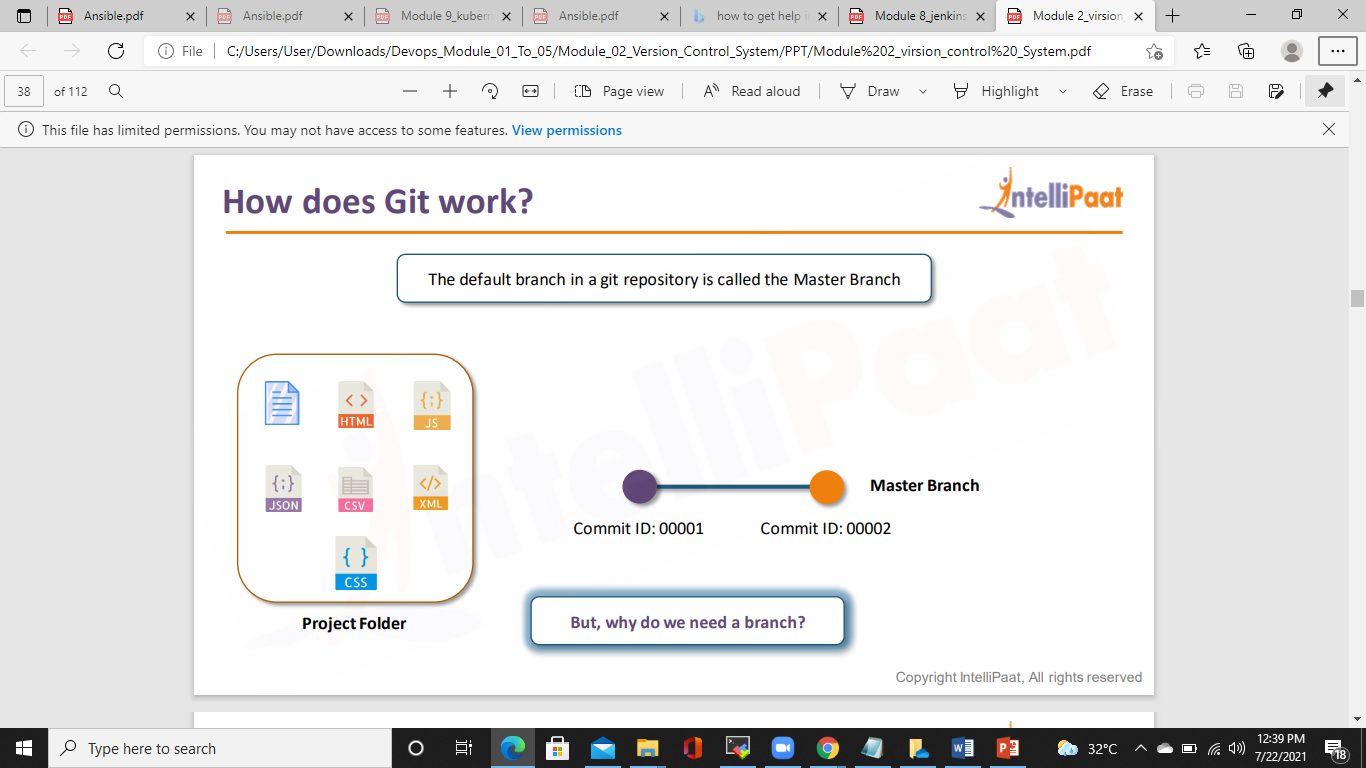 Ansible.pdf
Ansible.pdf
Module 9_kubern
Ansible.pdf
how to get help i
Module 8_jenkins
Module 2_virsion
File
C:/Users/User/Downloads/Devops_Module_01_To_05/Module_02_Version_Control_System/PPT/Module%202_virsion_control%20_System.pdf
38
of 112
Page view
Read aloud
Draw
Highlight
Erase
This file has limited permissions. You may not have access to some features. View permissions
How does Git work?
IntelliPaat
The default branch in a git repository is called the Master Branch
IntelliPaat
HTML
JS
JSON
CSV
XML
CSS
Project Folder
Master Branch
Commit ID: 00001
Commit ID: 00002
But, why do we need a branch?
Copyright IntelliPaat, All rights reserved
Type here to search
32°C
12:39 PM
7/22/2021
18